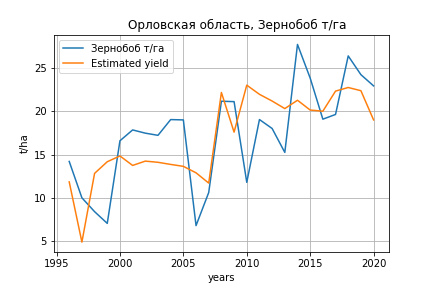 Орловская область, Зернобоб т/га
Зернобоб т/га
Estimated yield
t/ha
25
20
15
10
5
1995 2000 2005 2010 2015 2020
years